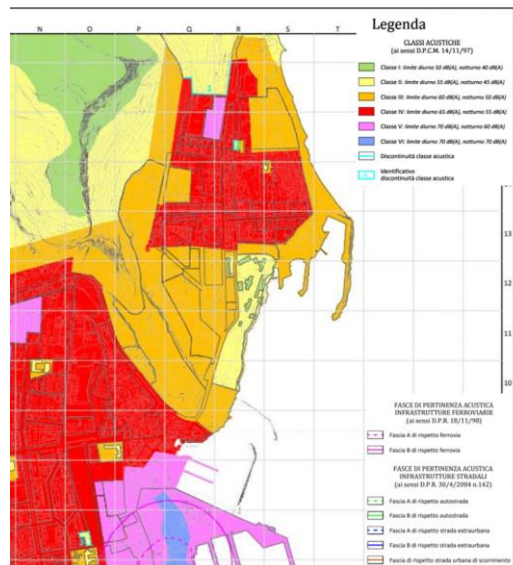 N O P Q R S T
Legenda
CLASSI ACUSTICHE
(ai sensi D.P.C.M. 14/11/97)
Classe I: limite diurno 50 dB(A), notturno 40 dB(A)
Classe II: limite diurno 55 dB(A), notturno 45 dB(A)
Classe III: limite diurno 60 dB(A), notturno 50 dB(A)
Classe IV: limite diurno 65 dB(A), notturno 55 dB(A)
Classe V: limite diurno 70 dB(A), notturno 60 dB(A)
Classe VI: limite diurno 70 dB(A), notturno 70 dB(A)
Discontinuità classe acustica
1
Identificativo
discontinuità classe acustica
13
12
11
10
FASCE DI PERTINENZA ACUSTICA
INFRASTRUTTURE FERROVIARIE
(ai sensi D.P.R. 18/11/98)
Fascia A di rispetto ferrovia
Fascia B di rispetto ferrovia
FASCE DI PERTINENZA ACUSTICA
INFRASTRUTTURE STRADALI
(ai sensi D.P.R. 30/4/2004 n.142)
Fascia A di rispetto autostrada
Fascia B di rispetto autostrada
Fascia A di rispetto strada extraurbana
Fascia B di rispetto strada extraurbana
Fascia di rispetto strada urbana di scorrimento